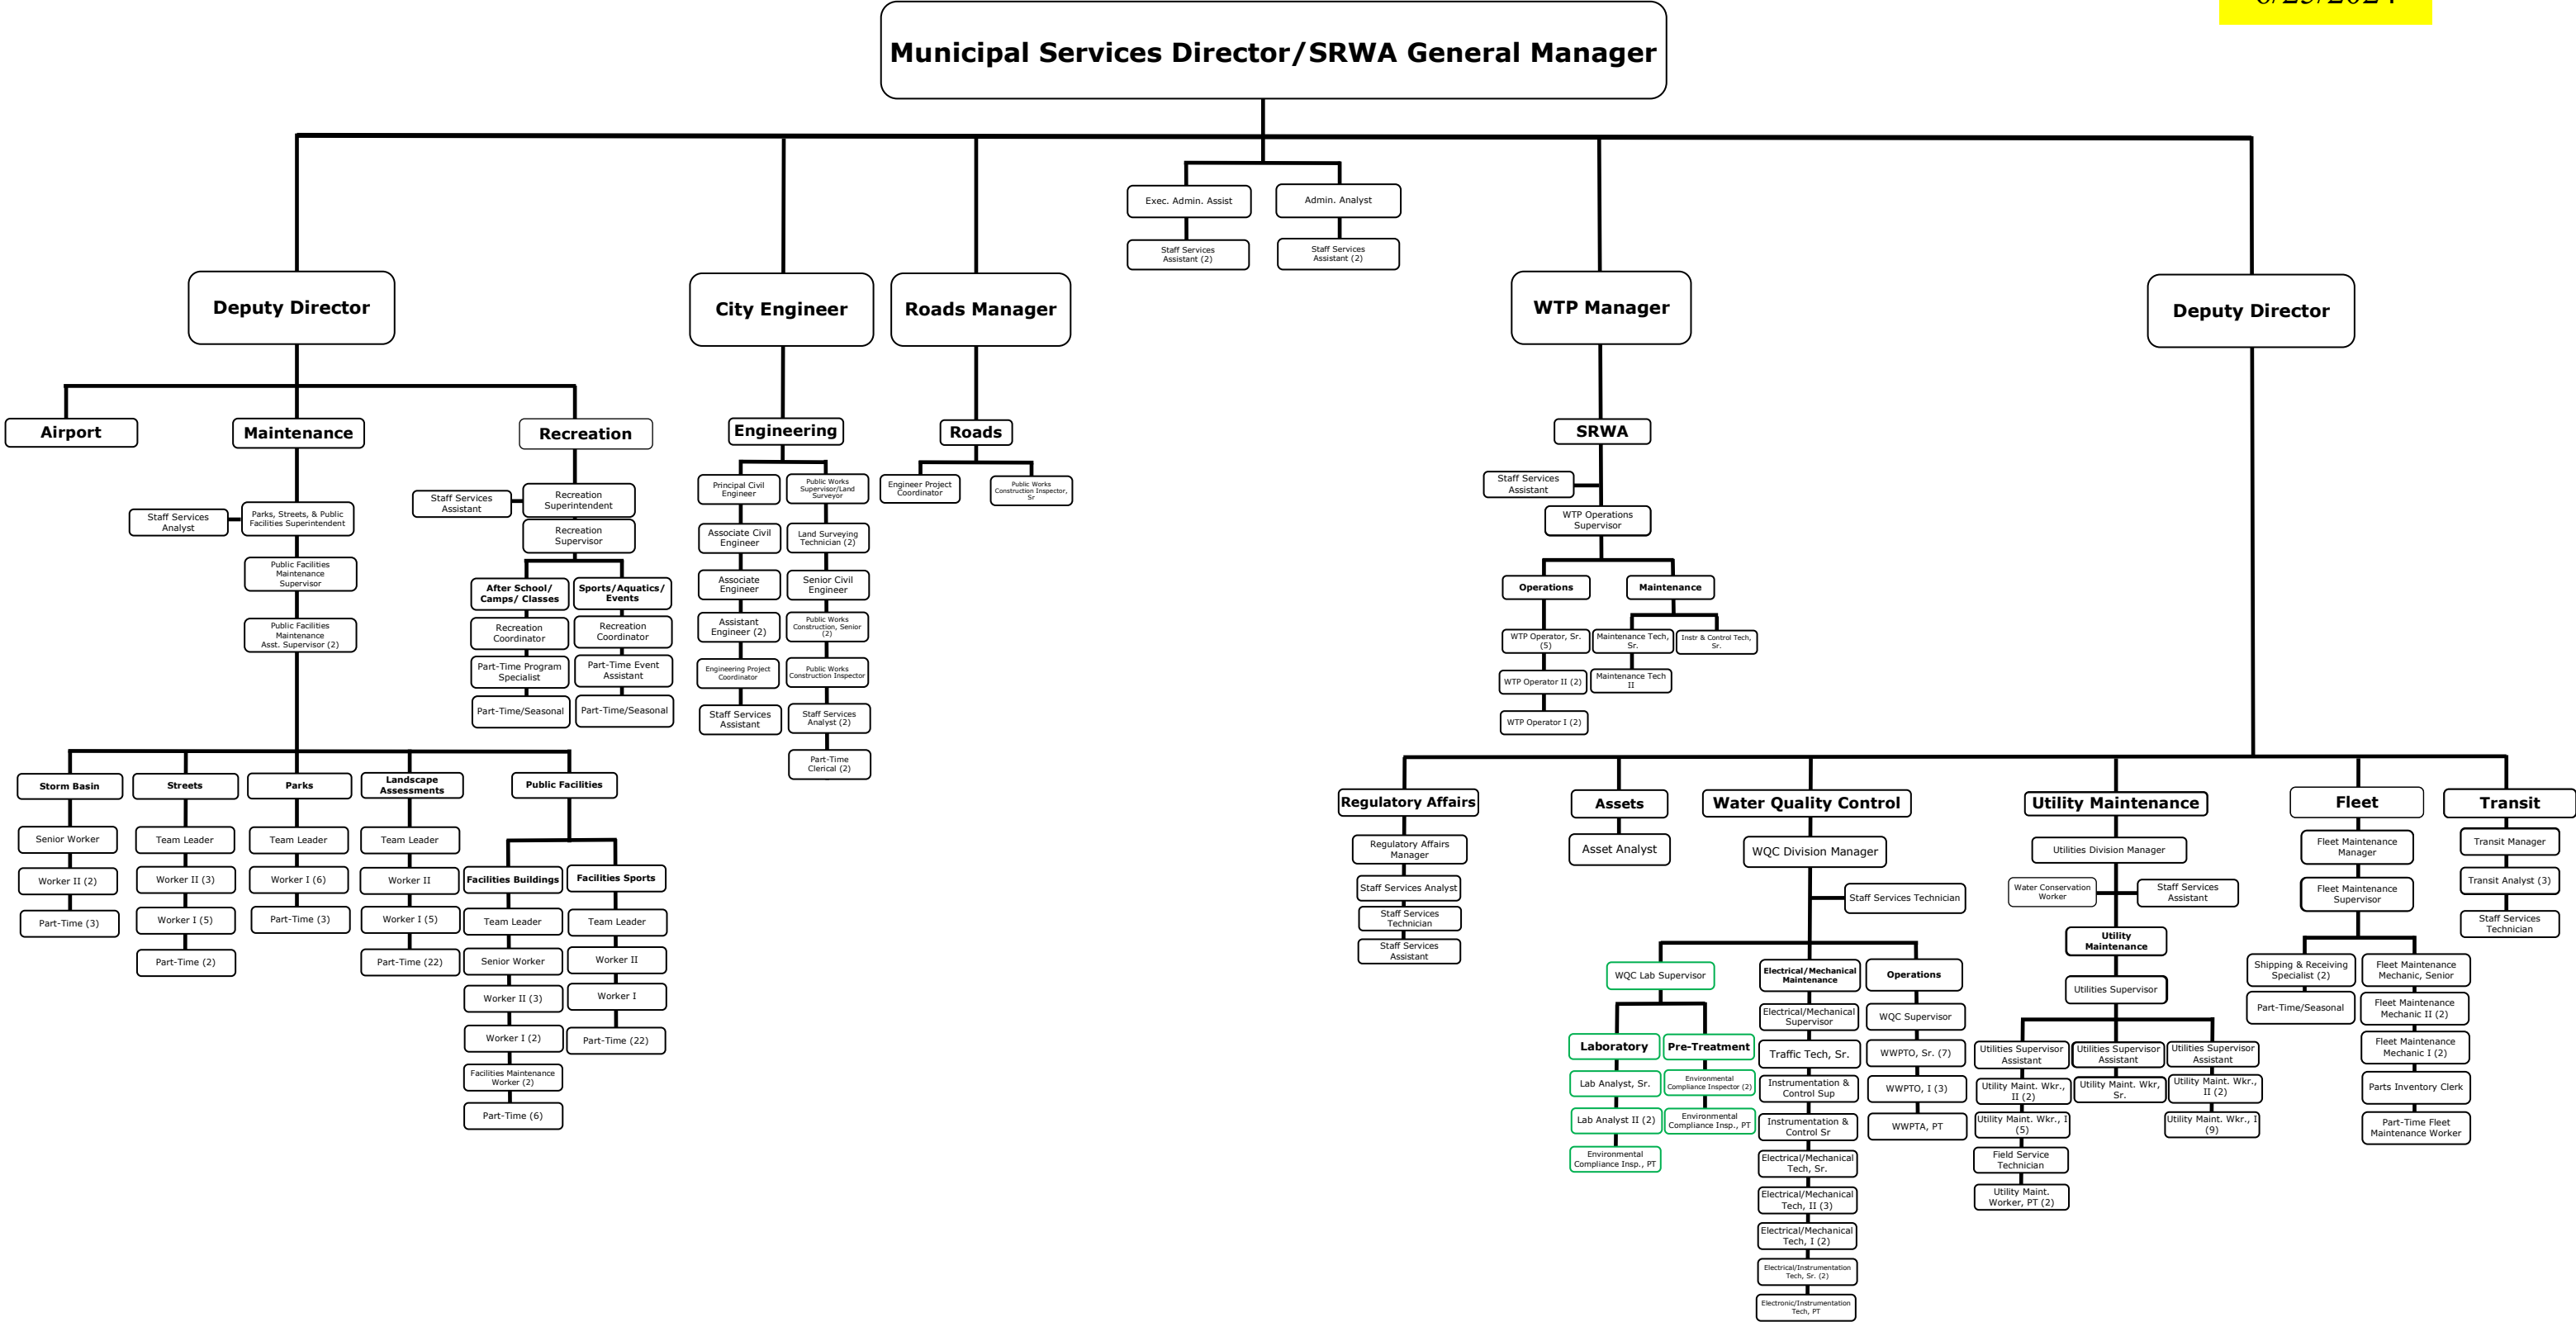 Municipal Services Director/SRWA General Manager
Exec. Admin. Assist
Admin. Analyst
Staff Services
Assistant (2)
Staff Services
Assistant (2)
Deputy Director
City Engineer
Roads Manager
WTP Manager
Deputy Director
Airport
Maintenance
Recreation
Engineering
Roads
SRWA
Staff Services
Analyst
Parks, Streets, & Public
Facilities Superintendent
Public Facilities
Maintenance
Supervisor
Public Facilities
Maintenance
Asst. Supervisor (2)
Staff Services
Assistant
Recreation
Superintendent
Recreation
Supervisor
After School/
Camps/ Classes
Recreation
Coordinator
Part-Time Program
Specialist
Part-Time/Seasonal
Sports/Aquatics/
Events
Recreation
Coordinator
Part-Time Event
Assistant
Part-Time/Seasonal
Principal Civil
Engineer
Associate Civil
Engineer
Associate
Engineer
Assistant
Engineer (2)
Engineering Project
Coordinator
Staff Services
Assistant
Public Works
Supervisor/Land
Surveyor
Land Surveying
Technician (2)
Senior Civil
Engineer
Public Works
Construction, Senior
(2)
Public Works
Construction Inspector
Staff Services
Analyst (2)
Part-Time
Clerical (2)
Engineer Project
Coordinator
Public Works
Construction Inspector,
Sr
Staff Services
Assistant
WTP Operations
Supervisor
Operations
WTP Operator, Sr.
(5)
WTP Operator II (2)
WTP Operator I (2)
Maintenance
Maintenance Tech,
Sr.
Maintenance Tech
II
Instr & Control Tech,
Sr.
Storm Basin
Senior Worker
Worker II (2)
Part-Time (3)
Streets
Team Leader
Worker II (3)
Worker I (5)
Part-Time (2)
Parks
Team Leader
Worker I (6)
Part-Time (3)
Landscape
Assessments
Team Leader
Worker II
Worker I (5)
Part-Time (22)
Public Facilities
Facilities Buildings
Team Leader
Senior Worker
Worker II (3)
Worker I (2)
Facilities Maintenance
Worker (2)
Part-Time (6)
Facilities Sports
Team Leader
Worker II
Worker I
Part-Time (22)
Regulatory Affairs
Regulatory Affairs
Manager
Staff Services Analyst
Staff Services
Technician
Staff Services
Assistant
Assets
Asset Analyst
Water Quality Control
WQC Division Manager
Staff Services Technician
WQC Lab Supervisor
Laboratory
Lab Analyst, Sr.
Lab Analyst II (2)
Environmental
Compliance Insp., PT
Pre-Treatment
Environmental
Compliance Inspector (2)
Environmental
Compliance Insp., PT
Electrical/Mechanical
Maintenance
Electrical/Mechanical
Supervisor
Traffic Tech, Sr.
Instrumentation &
Control Sup
Instrumentation &
Control Sr
Electrical/Mechanical
Tech, Sr.
Electrical/Mechanical
Tech, II (3)
Electrical/Mechanical
Tech, I (2)
Electrical/Instrumentation
Tech, Sr. (2)
Electronic/Instrumentation
Tech, PT
Operations
WQC Supervisor
WWPTO, Sr. (7)
WWPTO, I (3)
WWPTA, PT
Utility Maintenance
Utilities Division Manager
Water Conservation
Worker
Staff Services
Assistant
Utility
Maintenance
Utilities Supervisor
Utilities Supervisor
Assistant
Utility Maint. Wkr.,
II (2)
Utility Maint. Wkr., I
(5)
Field Service
Technician
Utility Maint.
Worker, PT (2)
Utilities Supervisor
Assistant
Utility Maint. Wkr,
Sr.
Utilities Supervisor
Assistant
Utility Maint. Wkr.,
II (2)
Utility Maint. Wkr., I
(9)
Fleet
Fleet Maintenance
Manager
Fleet Maintenance
Supervisor
Shipping & Receiving
Specialist (2)
Part-Time/Seasonal
Fleet Maintenance
Mechanic, Senior
Fleet Maintenance
Mechanic II (2)
Fleet Maintenance
Mechanic I (2)
Parts Inventory Clerk
Part-Time Fleet
Maintenance Worker
Transit
Transit Manager
Transit Analyst (3)
Staff Services
Technician